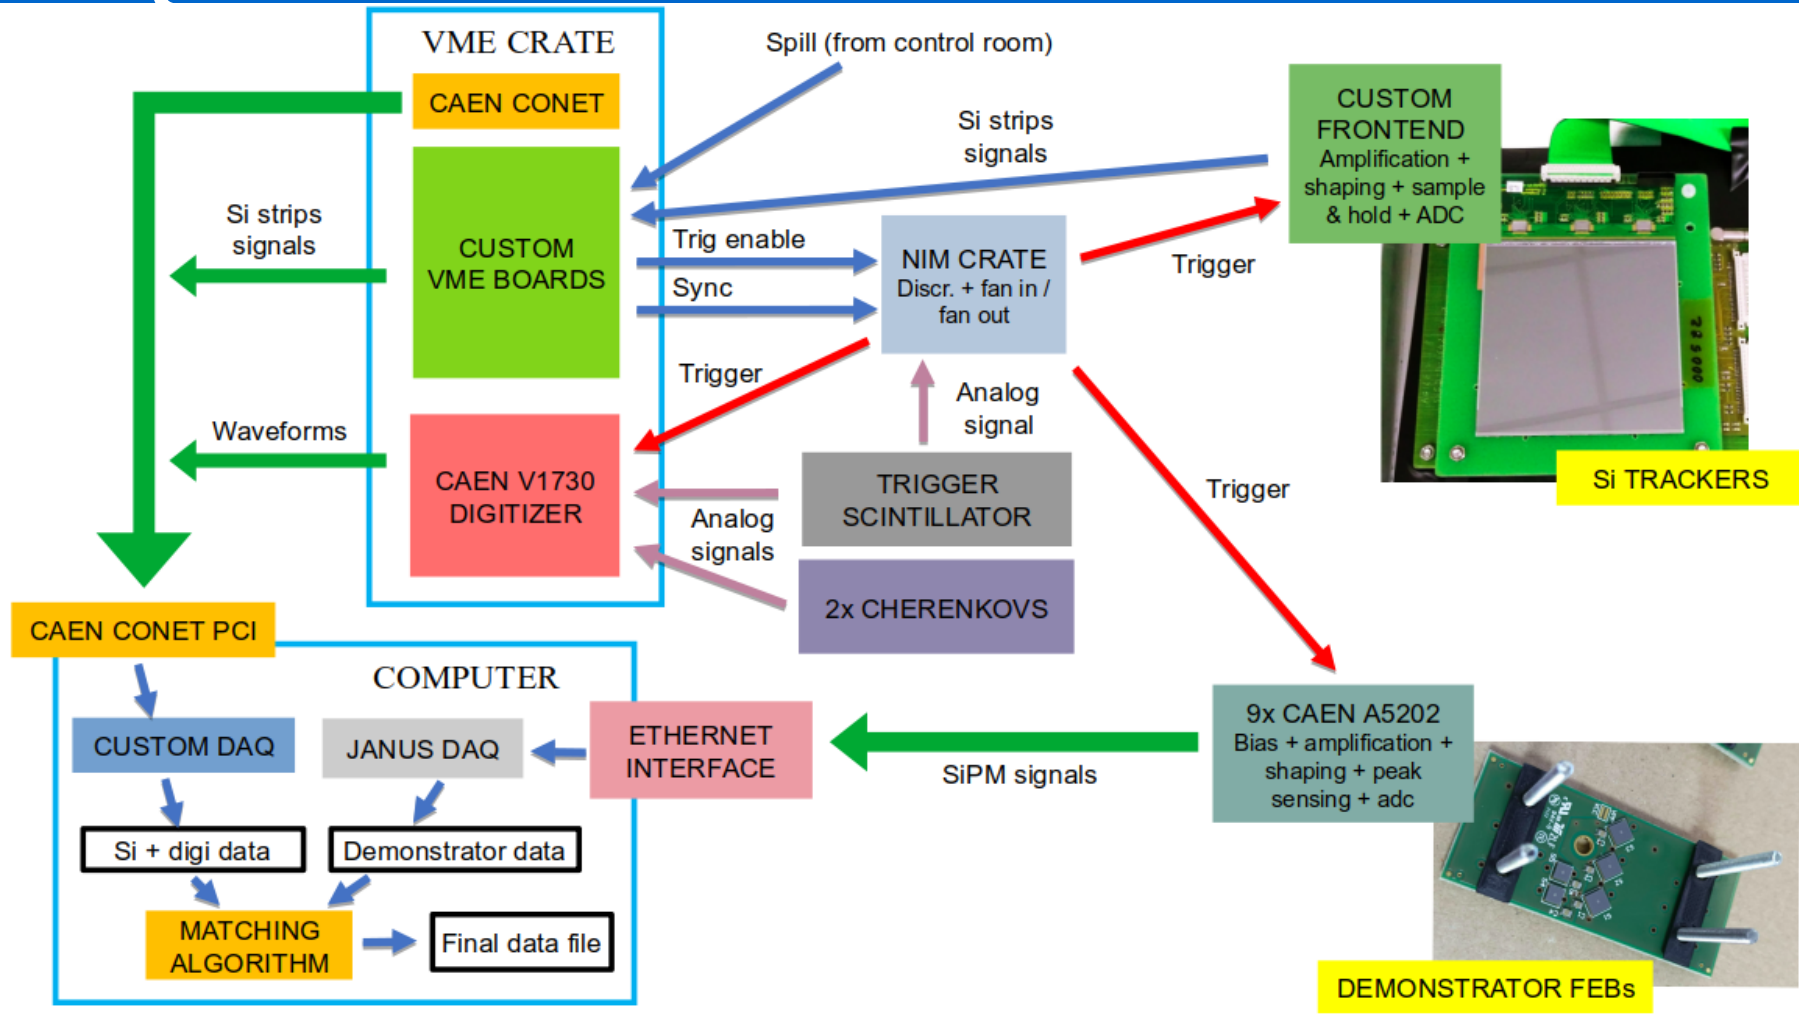 VME CRATE
CAEN CONET
CUSTOM
VME BOARDS
CAEN V1730
DIGITIZER
Spill (from control room)
Si strips
signals
Trig enable
Sync
Trigger
NIM CRATE
Discr. + fan in /
fan out
Analog
signal
TRIGGER
SCINTILLATOR
Analog
signals
2x CHERENKOVS
Si strips
signals
Waveforms
CUSTOM
FRONTEND
Amplification +
shaping + sample
& hold + ADC
Trigger
Si TRACKERS
Trigger
9x CAEN A5202
Bias + amplification +
shaping + peak
sensing + adc
DEMONSTRATOR FEBs
SiPM signals
CAEN CONET PCI
COMPUTER
CUSTOM DAQ
JANUS DAQ
ETHERNET
INTERFACE
Si + digi data
Demonstrator data
MATCHING
ALGORITHM
Final data file